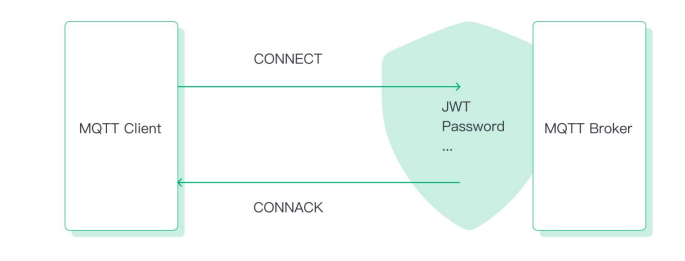 CONNECT
JWT
Password
...
MQTT Client
MQTT Broker
CONNACK